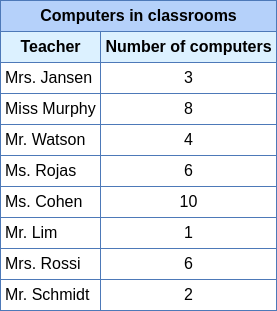 Computers in classrooms
Teacher Number of computers
Mrs. Jansen 3
Miss Murphy 8
Mr. Watson 4
Ms. Rojas 6
Ms. Cohen 10
Mr. Lim 1
Mrs. Rossi 6
Mr. Schmidt 2